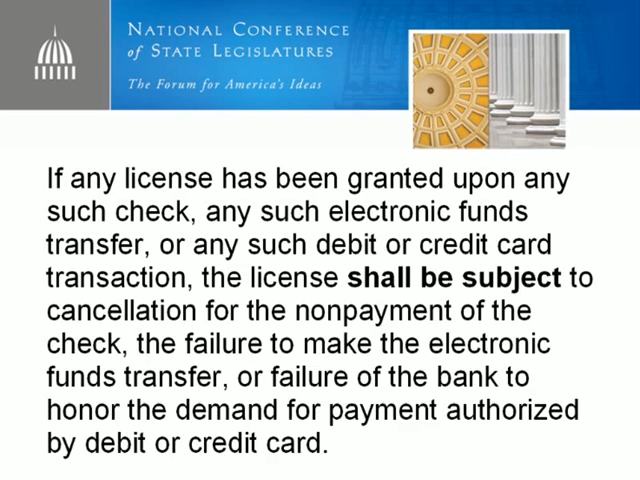 NATIONAL CONFERENCE
of STATE LEGISLATURES
The Forum for America's Ideas
If any license has been granted upon any
such check, any such electronic funds
transfer, or any such debit or credit card
transaction, the license shall be subject to
cancellation for the nonpayment of the
check, the failure to make the electronic
funds transfer, or failure of the bank to
honor the demand for payment authorized
by debit or credit card.